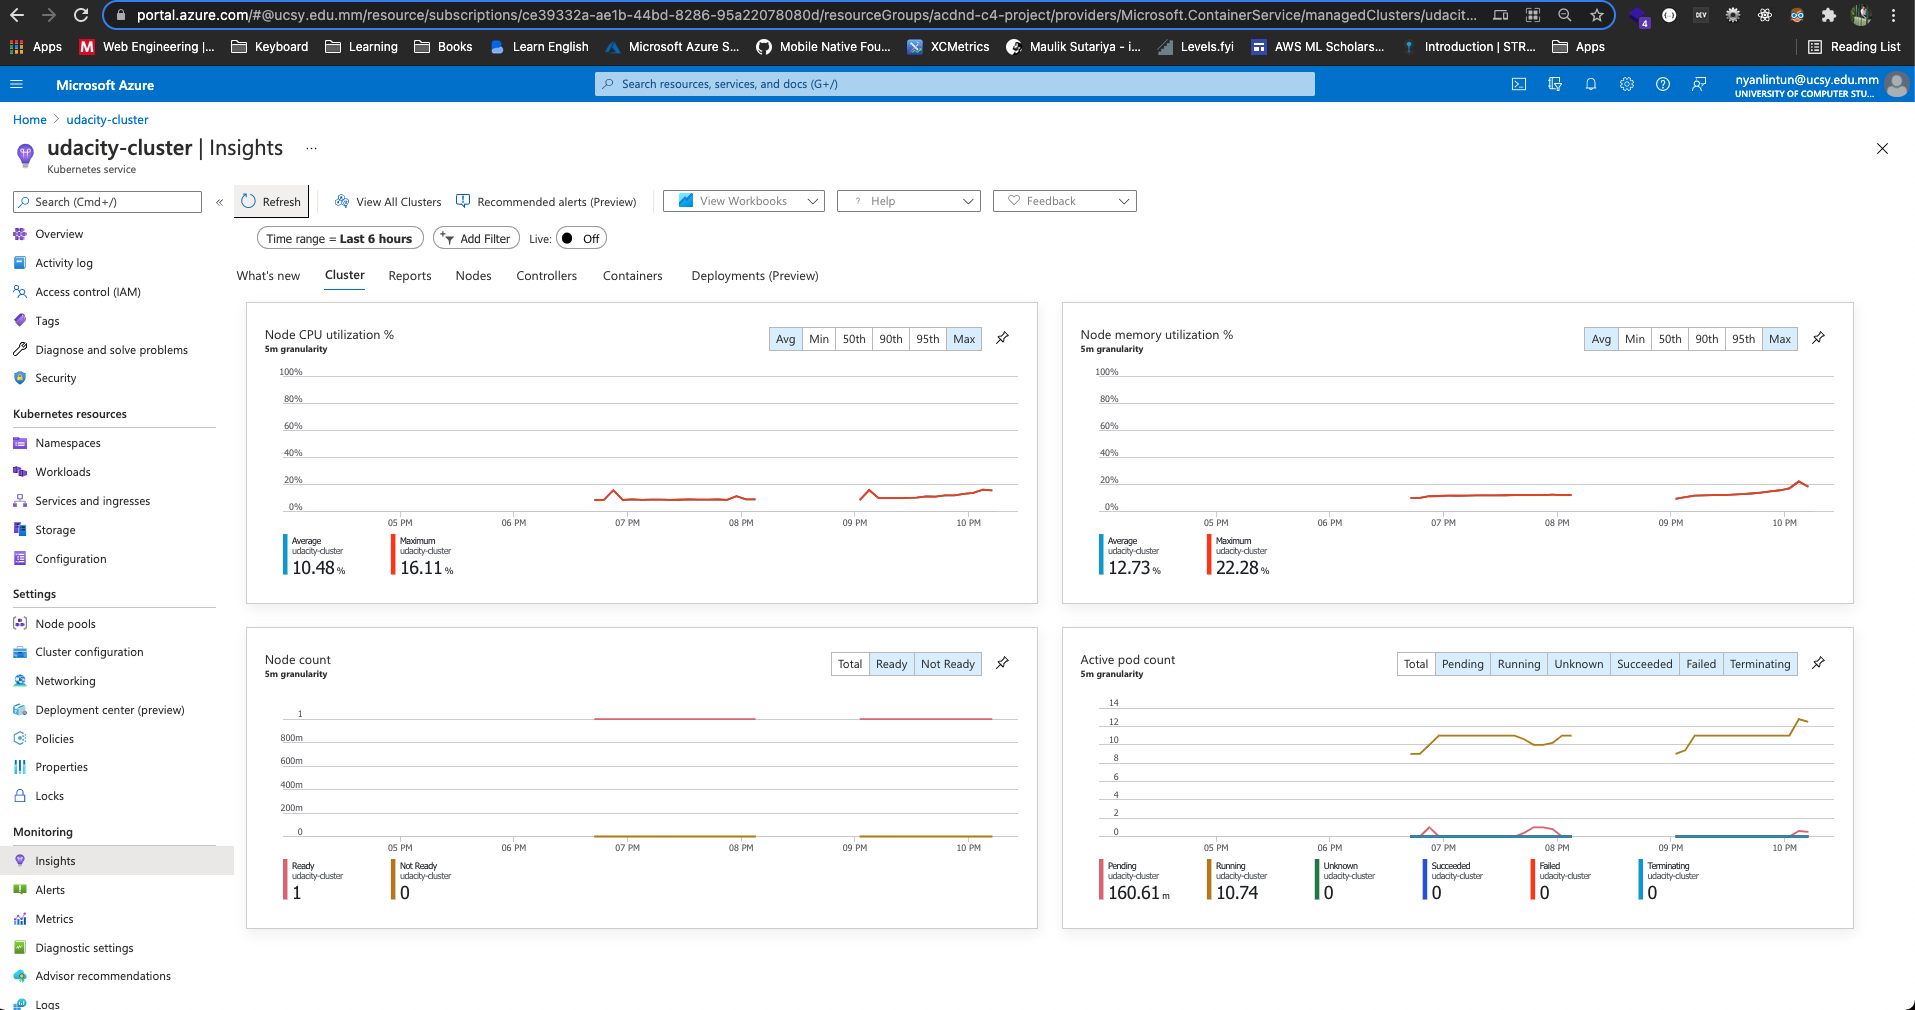 portal.azure.com/#@ucsy.edu.mm/resource/subscriptions/ce39332a-ae1b-44bd-8286-95a22078080d/resourceGroups/acdnd-c4-project/providers/Microsoft.ContainerService/managedClusters/udacit...
4
DEV
Apps
M Web Engineering |...
Keyboard
Learning
Books
Learn English
Microsoft Azure S...
Mobile Native Fou...
XCMetrics
Maulik Sutariya - i...
Levels.fyi
AWS ML Scholars...
Introduction | STR...
Apps
Reading List
Microsoft Azure
Search resources, services, and docs (G+/)
nyanlintun@ucsy.edu.mm
UNIVERSITY OF COMPUTER STU...
Home > udacity-cluster
udacity-cluster | Insights ...
Kubernetes service
Search (Cmd+/)
«
Refresh
View All Clusters
Recommended alerts (Preview)
View Workbooks
? Help
Feedback
Time range = Last 6 hours
Add Filter
Live: Off
What's new
Cluster
Reports
Nodes
Controllers
Containers
Deployments (Preview)
Overview
Activity log
Access control (IAM)
Tags
Diagnose and solve problems
Security
Kubernetes resources
Namespaces
Workloads
Services and ingresses
Storage
Configuration
Settings
Node pools
Cluster configuration
Networking
Deployment center (preview)
Policies
Properties
Locks
Monitoring
Insights
Alerts
Metrics
Diagnostic settings
Advisor recommendations
Logs
Node CPU utilization %
5m granularity
Avg Min 50th 90th 95th Max
100%
80%
60%
40%
20%
0%
05 PM 06 PM 07 PM 08 PM 09 PM 10 PM
Average
udacity-cluster
10.48 %
Maximum
udacity-cluster
16.11 %
Node memory utilization %
5m granularity
Avg Min 50th 90th 95th Max
100%
80%
60%
40%
20%
0%
05 PM 06 PM 07 PM 08 PM 09 PM 10 PM
Average
udacity-cluster
12.73 %
Maximum
udacity-cluster
22.28 %
Node count
5m granularity
Total Ready Not Ready
1
800m
600m
400m
200m
0
05 PM 06 PM 07 PM 08 PM 09 PM 10 PM
Ready
udacity-cluster
1
Not Ready
udacity-cluster
0
Active pod count
5m granularity
Total Pending Running Unknown Succeeded Failed Terminating
14
12
10
8
6
4
2
0
05 PM 06 PM 07 PM 08 PM 09 PM 10 PM
Pending
udacity-cluster
160.61 m
Running
udacity-cluster
10.74
Unknown
udacity-cluster
0
Succeeded
udacity-cluster
0
Failed
udacity-cluster
0
Terminating
udacity-cluster
0